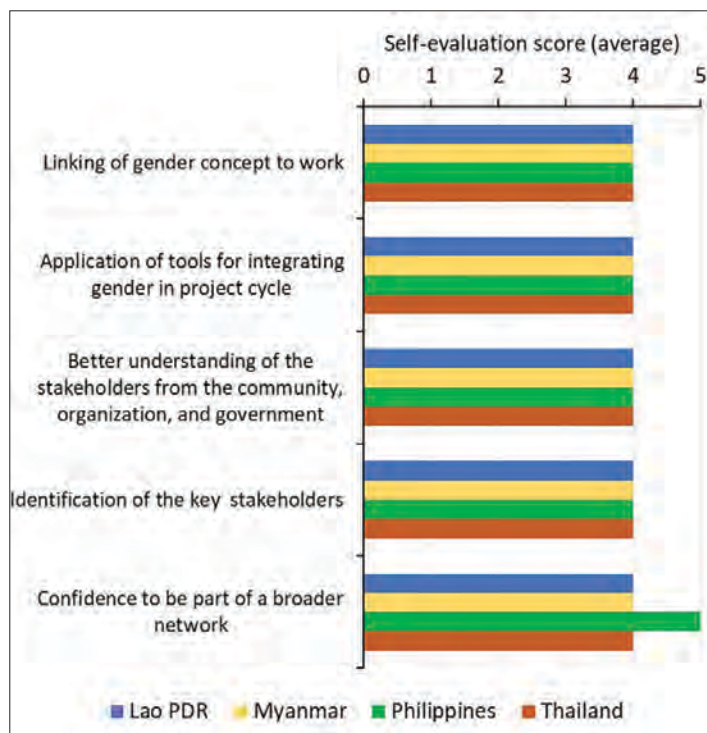 Self-evaluation score (average)
0 1 2 3 4 5
Linking of gender concept to work
Application of tools for integrating
gender in project cycle
Better understanding of the
stakeholders from the community,
organization, and government
Identification of the key stakeholders
Confidence to be part of a broader
network
Lao PDR Myanmar Philippines Thailand